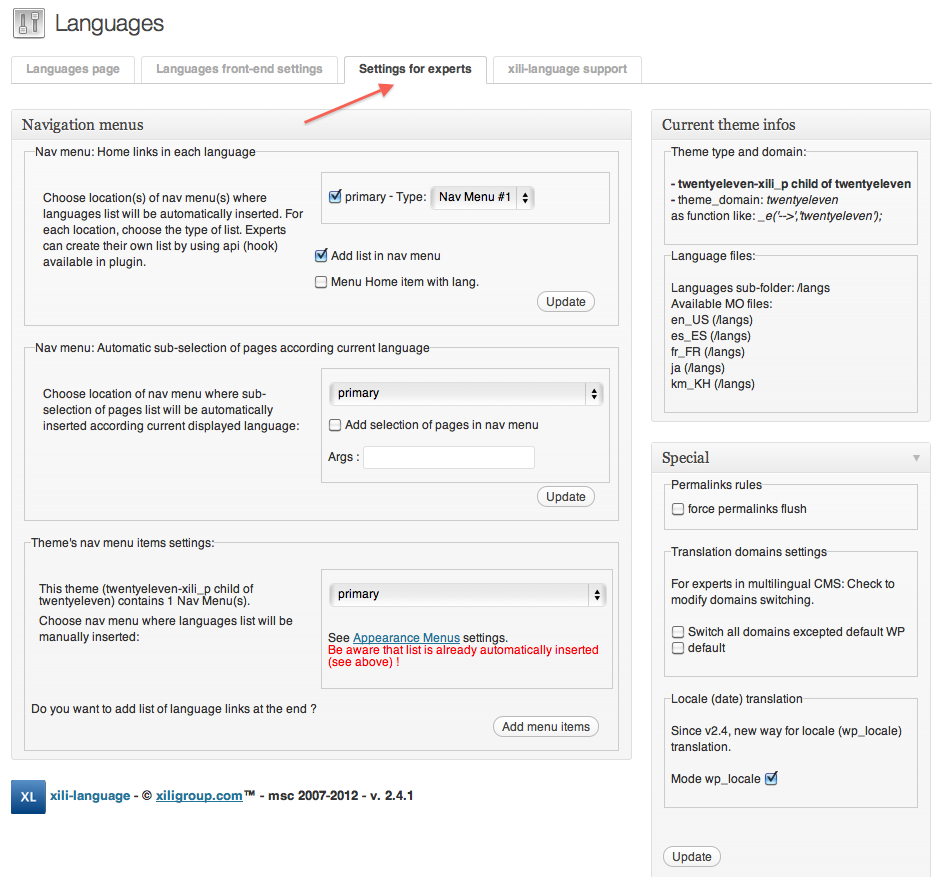 Languages
Languages page
Languages front-end settings
Settings for experts
xili-language support
Navigation menus
Nav menu: Home links in each language
Choose location(s) of nav menu(s) where
languages list will be automatically inserted. For
each location, choose the type of list. Experts
can create their own list by using api (hook)
available in plugin.
primary - Type: Nav Menu #1
Add list in nav menu
Menu Home item with lang.
Update
Nav menu: Automatic sub-selection of pages according current language
Choose location of nav menu where sub-
selection of pages list will be automatically
inserted according current displayed language:
primary
Add selection of pages in nav menu
Args :
Update
Theme's nav menu items settings:
This theme (twentyeleven-xili_p child of
twentyeleven) contains 1 Nav Menu(s).
Choose nav menu where languages list will be
manually inserted:
primary
See Appearance Menus settings.
Be aware that list is already automatically inserted
(see above) !
Do you want to add list of language links at the end ?
Add menu items
XL xili-language - © xiligroup.com™ - msc 2007-2012 - v. 2.4.1
Current theme infos
Theme type and domain:
- twentyeleven-xili_p child of twentyeleven
- theme_domain: twentyeleven
as function like: _e('-->','twentyeleven');
Language files:
Languages sub-folder: /langs
Available MO files:
en_US (/langs)
es_ES (/langs)
fr_FR (/langs)
ja (/langs)
km_KH (/langs)
Special
Permalinks rules
force permalinks flush
Translation domains settings
For experts in multilingual CMS: Check to
modify domains switching.
Switch all domains excepted default WP
default
Locale (date) translation
Since v2.4, new way for locale (wp_locale)
translation.
Mode wp_locale
Update